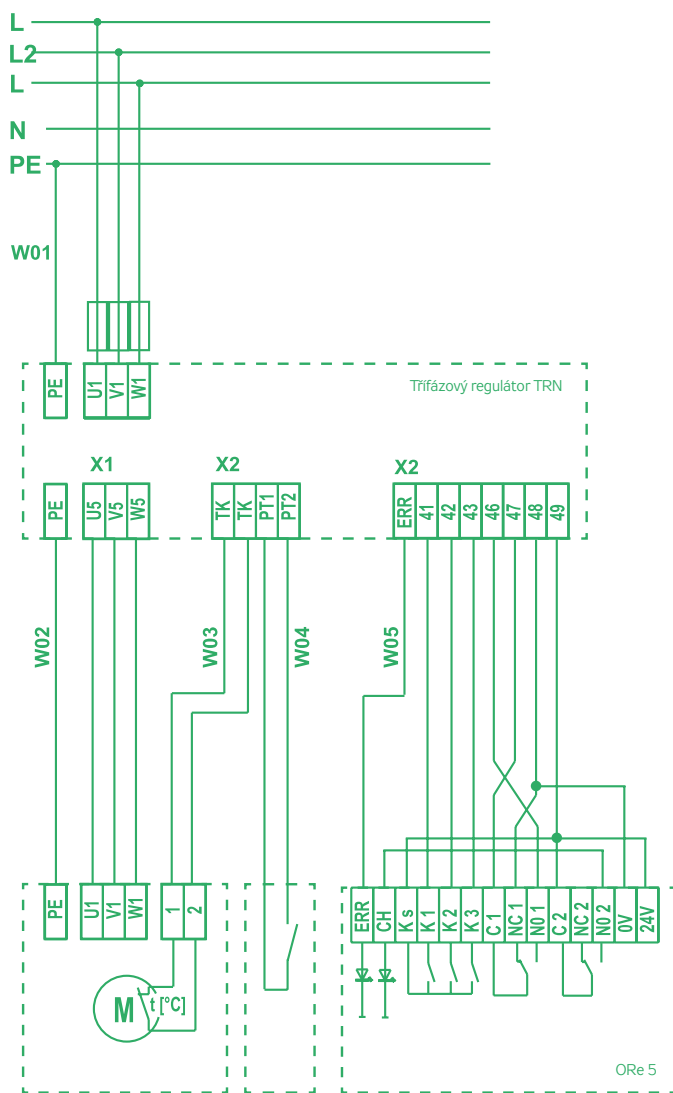 L
L2
L
N
PE
W01
Třífázový regulátor TRN
PE
U1
V1
W1
X1
X2
X2
PE
U5
V5
W5
TK
TK
PT1
PT2
ERR
41
42
43
46
47
48
49
W02
W03
W04
W05
PE
U1
V1
W1
1
2
ERR
CH
K s
K 1
K 2
K 3
C 1
NC 1
N0 1
C 2
NC 2
N0 2
0V
24V
M
t [°C]
ORe 5